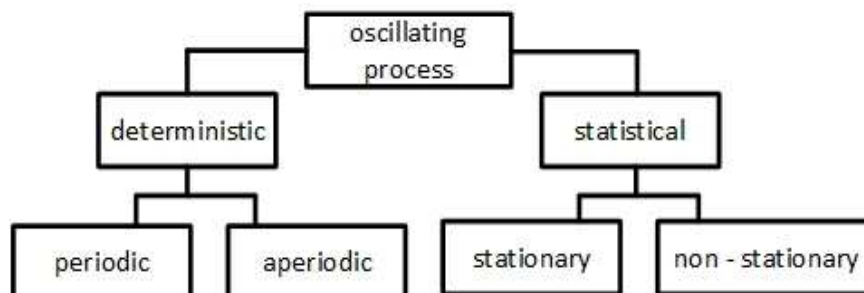 oscillating
process
deterministic
statistical
periodic
aperiodic
stationary
non - stationary